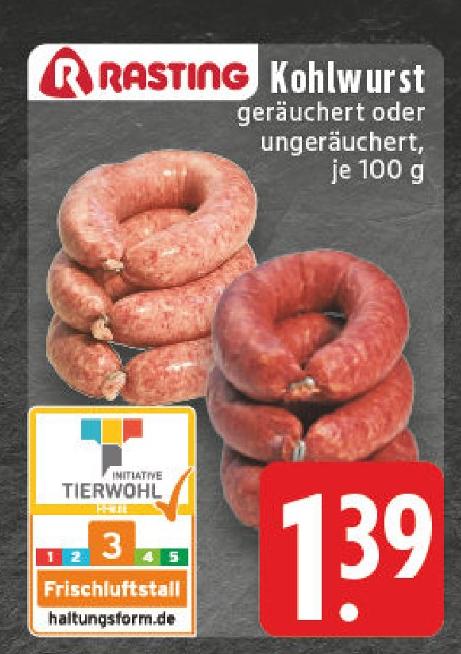 RASTING
Kohlwurst
geräuchert oder
ungeräuchert,
je 100 g
INITIATIVE
TIERWOHL
1 2 3 4 5
Frischluftstall
haltungsform.de
1.39